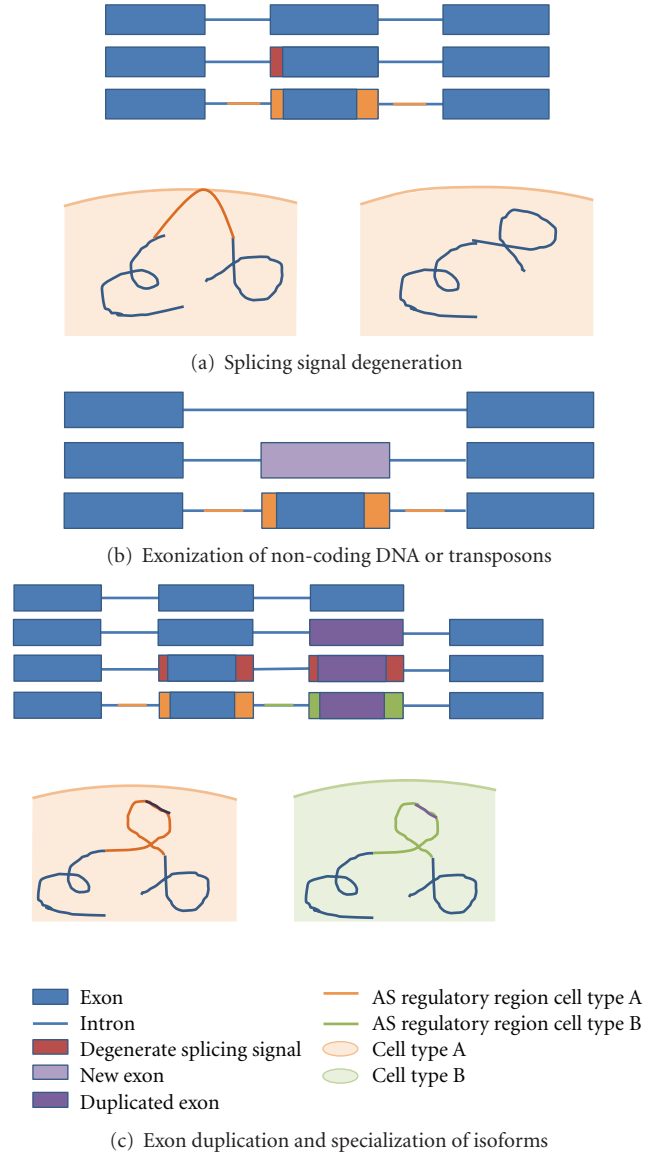 (a) Splicing signal degeneration
(b) Exonization of non-coding DNA or transposons
Exon
Intron
Degenerate splicing signal
New exon
Duplicated exon
AS regulatory region cell type A
AS regulatory region cell type B
Cell type A
Cell type B
(c) Exon duplication and specialization of isoforms